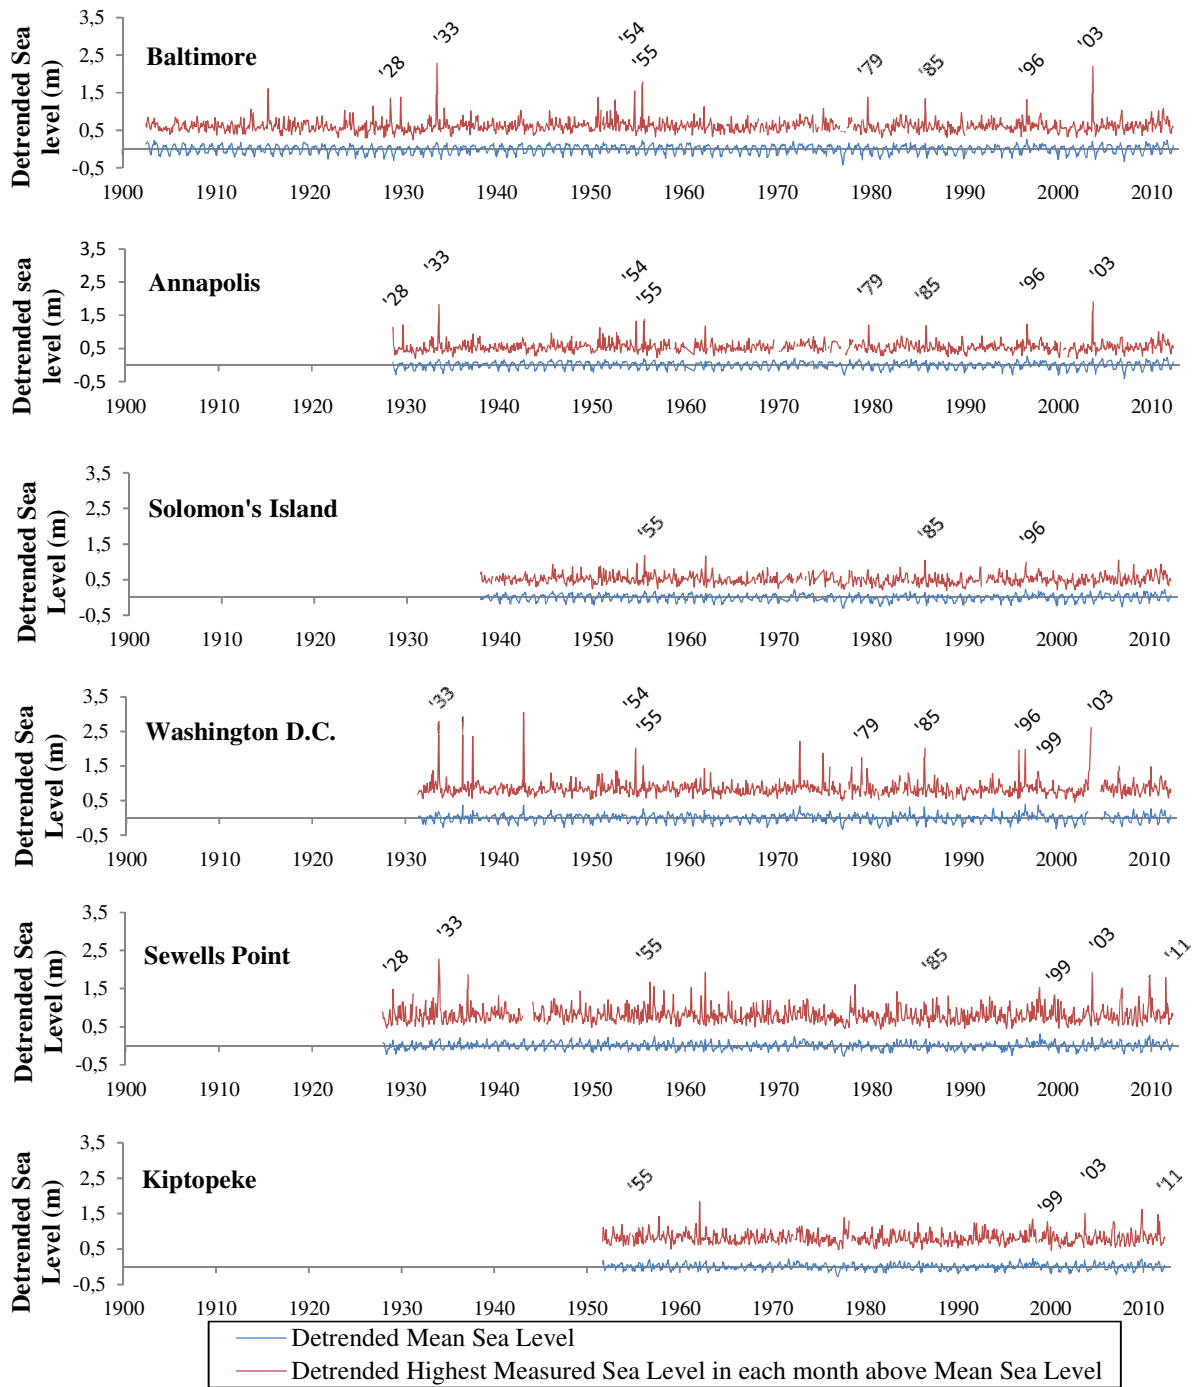 Baltimore
Detrended Sea
level (m)
3,5
2,5
1,5
0,5
-0,5
'28
'33
'54
'55
'79
'85
'96
'03
1900 1910 1920 1930 1940 1950 1960 1970 1980 1990 2000 2010
Annapolis
Detrended sea
level (m)
3,5
2,5
1,5
0,5
-0,5
'28
'33
'54
'55
'79
'85
'96
'03
1900 1910 1920 1930 1940 1950 1960 1970 1980 1990 2000 2010
Solomon's Island
Detrended Sea
Level (m)
3,5
2,5
1,5
0,5
-0,5
'55
'85
'96
1900 1910 1920 1930 1940 1950 1960 1970 1980 1990 2000 2010
Washington D.C.
Detrended Sea
Level (m)
3,5
2,5
1,5
0,5
-0,5
'33
'54
'55
'79
'85
'96
'99
'03
1900 1910 1920 1930 1940 1950 1960 1970 1980 1990 2000 2010
Sewells Point
Detrended Sea
Level (m)
3,5
2,5
1,5
0,5
-0,5
'28
'33
'55
'85
'99
'03
'11
1900 1910 1920 1930 1940 1950 1960 1970 1980 1990 2000 2010
Kiptopeke
Detrended Sea
Level (m)
3,5
2,5
1,5
0,5
-0,5
'55
'99
'03
'11
1900 1910 1920 1930 1940 1950 1960 1970 1980 1990 2000 2010
Detrended Mean Sea Level
Detrended Highest Measured Sea Level in each month above Mean Sea Level